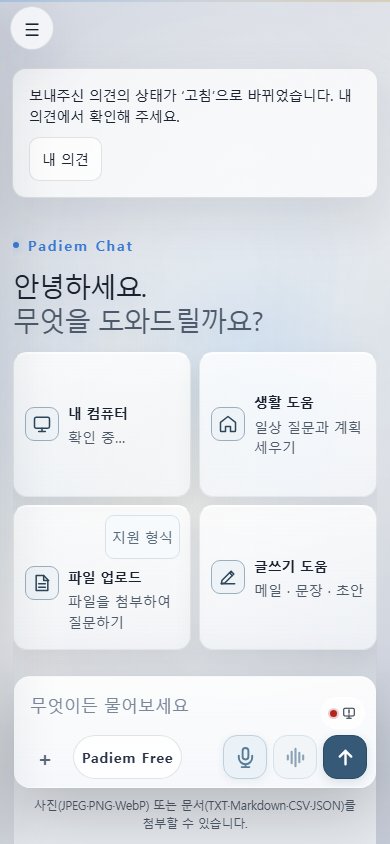 보내주신 의견의 상태가 '고침'으로 바뀌었습니다. 내
의견에서 확인해 주세요.
내 의견
Padiem Chat
안녕하세요.
무엇을 도와드릴까요?
내 컴퓨터
확인 중...
생활 도움
일상 질문과 계획
세우기
지원 형식
파일 업로드
파일을 첨부하여
질문하기
글쓰기 도움
메일 · 문장 · 초안
무엇이든 물어보세요
+
Padiem Free
사진(JPEG·PNG·WebP) 또는 문서(TXT·Markdown·CSV·JSON)를
첨부할 수 있습니다.